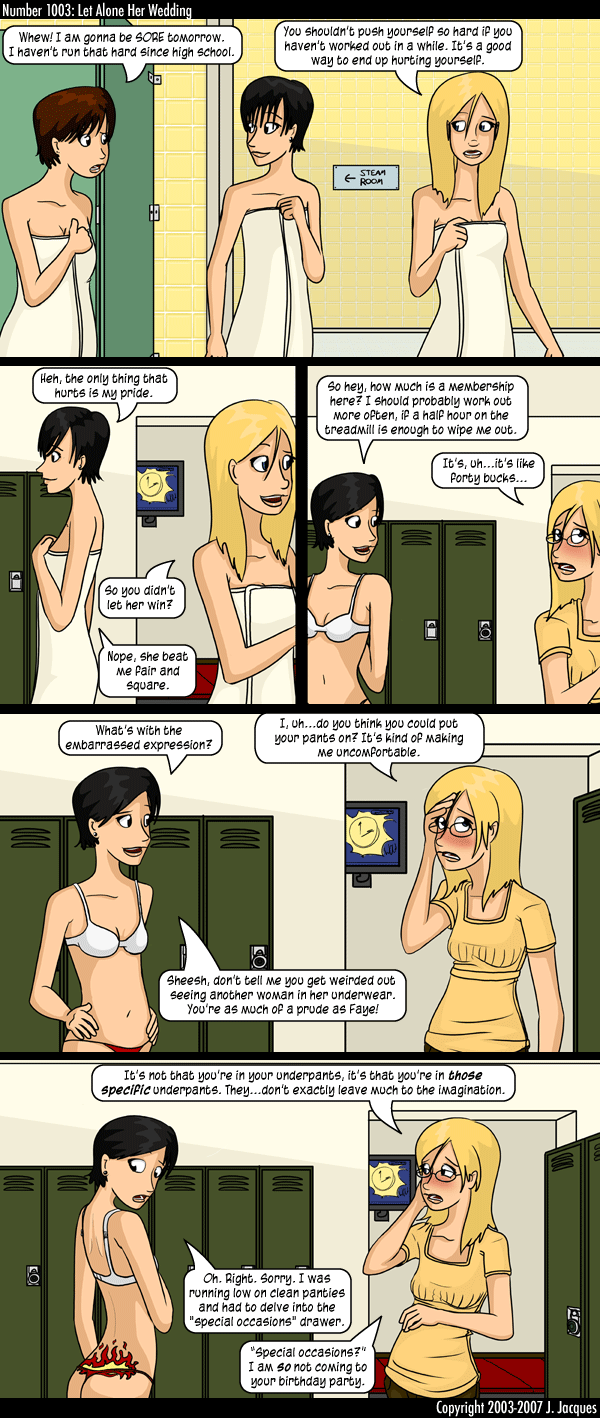 Number 1003: Let Alone Her Wedding
Whew! I am gonna be SORE tomorrow.
I haven't run that hard since high school.
You shouldn't push yourself so hard if you
haven't worked out in a while. It's a good
way to end up hurting yourself.
← STEAM
ROOM
Heh, the only thing that
hurts is my pride.
So you didn't
let her win?
Nope, she beat
me fair and
square.
So hey, how much is a membership
here? I should probably work out
more often, if a half hour on the
treadmill is enough to wipe me out.
It's, uh...it's like
forty bucks...
What's with the
embarrassed expression?
I, uh...do you think you could put
your pants on? It's kind of making
me uncomfortable.
Sheesh, don't tell me you get weirded out
seeing another woman in her underwear.
You're as much of a prude as Faye!
It's not that you're in your underpants, it's that you're in those
specific underpants. They...don't exactly leave much to the imagination.
Oh. Right. Sorry. I was
running low on clean panties
and had to delve into the
"special occasions" drawer.
"Special occasions?"
I am so not coming to
your birthday party.
Copyright 2003-2007 J. Jacques